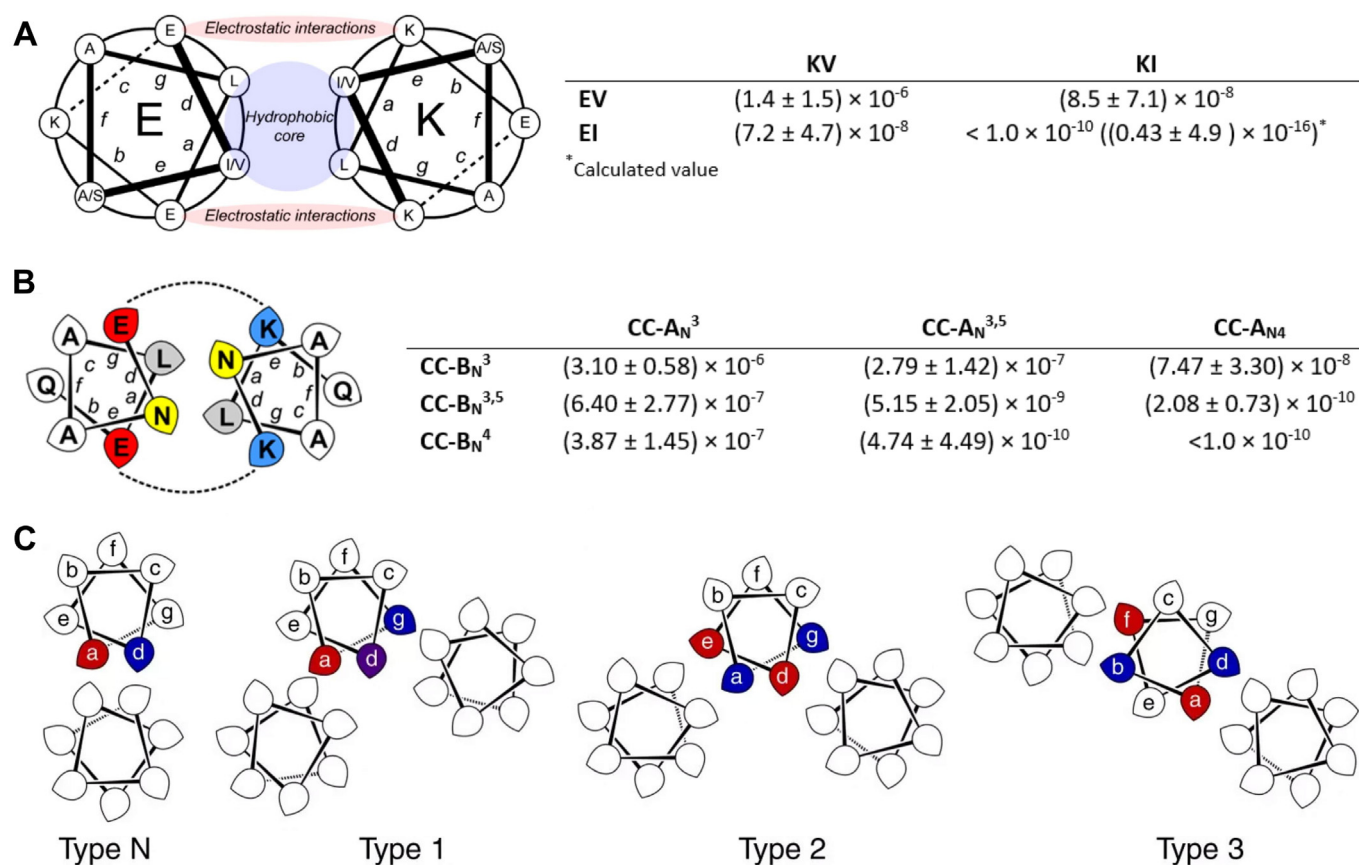 A
Electrostatic interactions
E
K
A
A/S
c
g
L
I/V
e
b
d
a
K
f
E
Hydrophobic
core
K
f
E
a
d
b
e
I/V
L
g
c
A/S
A
E
Electrostatic interactions
K
KV
KI
EV
(1.4 ± 1.5) × 10⁻⁶
(8.5 ± 7.1) × 10⁻⁸
EI
(7.2 ± 4.7) × 10⁻⁸
< 1.0 × 10⁻¹⁰ ((0.43 ± 4.9 ) × 10⁻¹⁶)*
*Calculated value
B
E
K
A
L
N
A
c
g
e
b
Q
f
d
a
a
d
f
Q
b
e
g
c
A
N
L
A
E
K
CC-A_N³
CC-A_N³,⁵
CC-A_N4
CC-B_N³
(3.10 ± 0.58) × 10⁻⁶
(2.79 ± 1.42) × 10⁻⁷
(7.47 ± 3.30) × 10⁻⁸
CC-B_N³,⁵
(6.40 ± 2.77) × 10⁻⁷
(5.15 ± 2.05) × 10⁻⁹
(2.08 ± 0.73) × 10⁻¹⁰
CC-B_N⁴
(3.87 ± 1.45) × 10⁻⁷
(4.74 ± 4.49) × 10⁻¹⁰
<1.0 × 10⁻¹⁰
C
f
b
c
e
g
a
d
Type N
f
b
c
e
g
a
d
Type 1
f
b
c
e
g
a
d
Type 2
c
f
g
b
d
e
a
Type 3